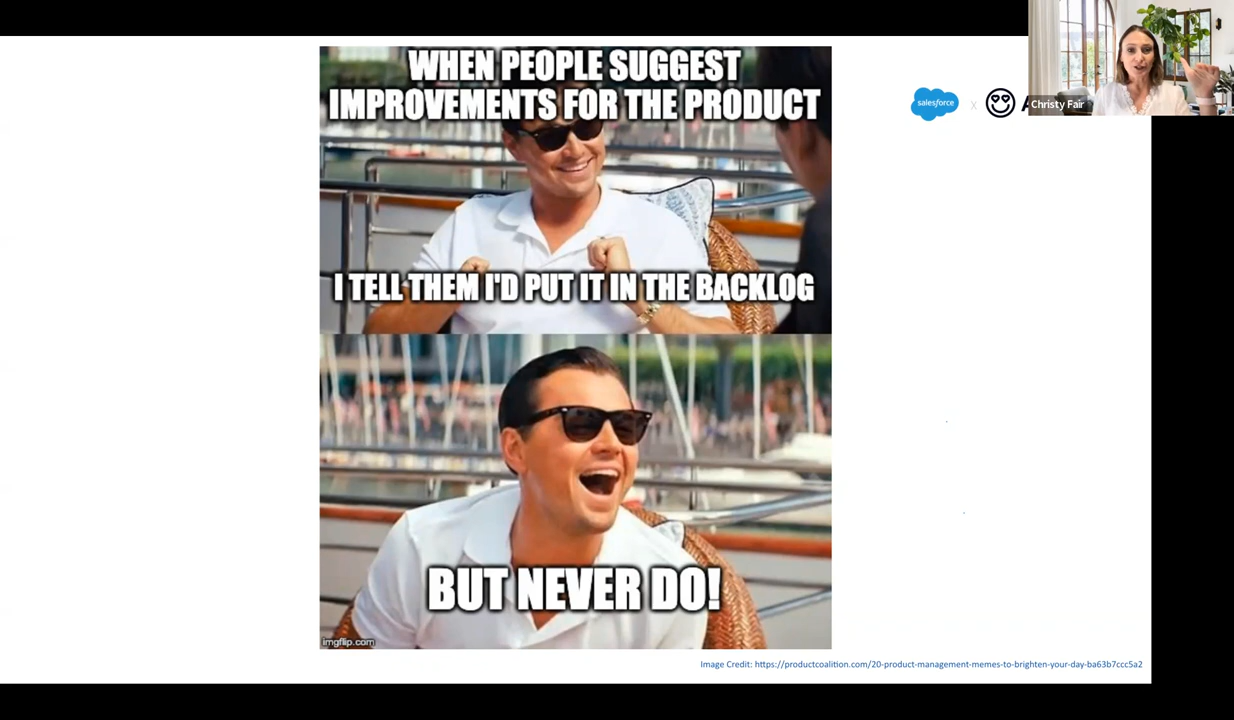 WHEN PEOPLE SUGGEST
IMPROVEMENTS FOR THE PRODUCT
I TELL THEM I'D PUT IT IN THE BACKLOG
BUT NEVER DO!
imgflip.com
salesforce
X
Christy Fair
Image Credit: https://productcoalition.com/20-product-management-memes-to-brighten-your-day-ba63b7ccc5a2